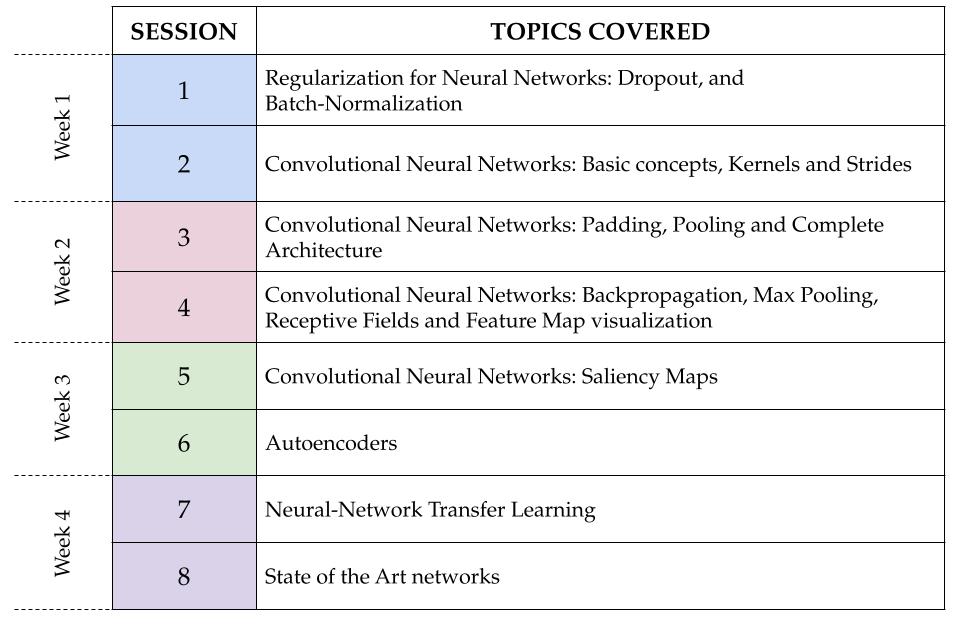 SESSION TOPICS COVERED
Week 1
1 Regularization for Neural Networks: Dropout, and
Batch-Normalization
2 Convolutional Neural Networks: Basic concepts, Kernels and Strides
Week 2
3 Convolutional Neural Networks: Padding, Pooling and Complete
Architecture
4 Convolutional Neural Networks: Backpropagation, Max Pooling,
Receptive Fields and Feature Map visualization
Week 3
5 Convolutional Neural Networks: Saliency Maps
6 Autoencoders
Week 4
7 Neural-Network Transfer Learning
8 State of the Art networks